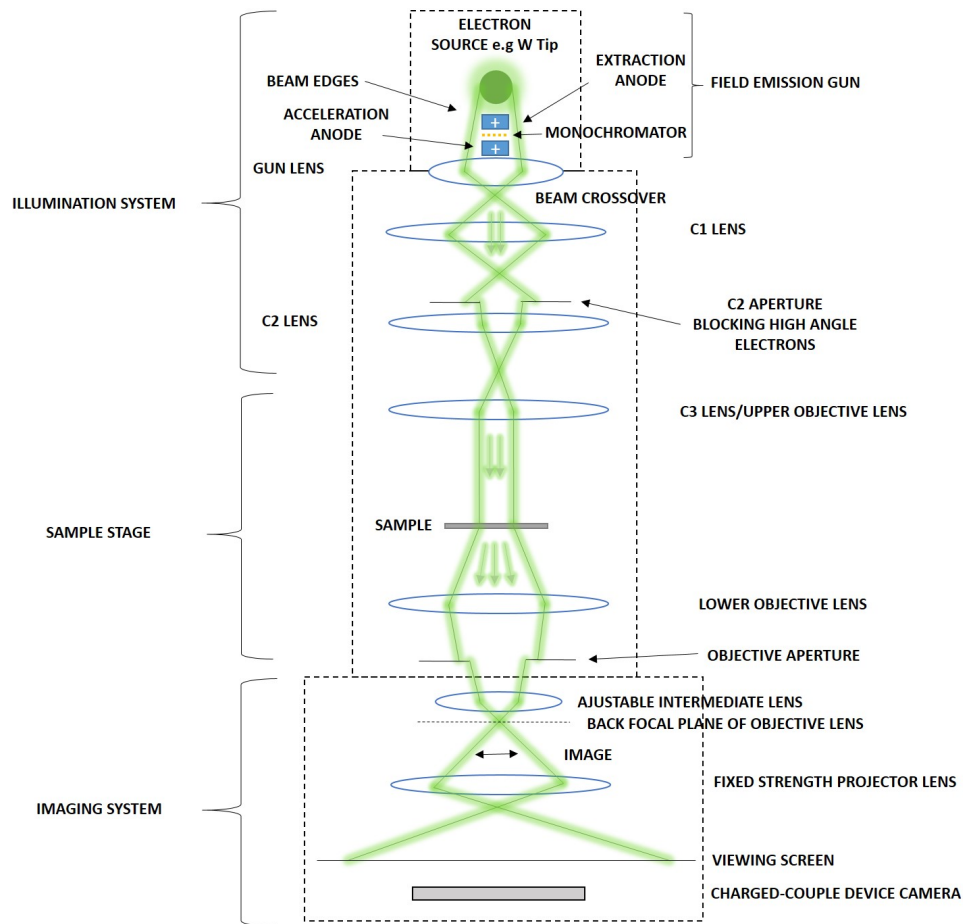 ELECTRON
SOURCE e.g W Tip
EXTRACTION
ANODE
BEAM EDGES
FIELD EMISSION GUN
ACCELERATION
ANODE
+
MONOCHROMATOR
+
GUN LENS
BEAM CROSSOVER
ILLUMINATION SYSTEM
C1 LENS
C2 APERTURE
BLOCKING HIGH ANGLE
ELECTRONS
C2 LENS
C3 LENS/UPPER OBJECTIVE LENS
SAMPLE
SAMPLE STAGE
LOWER OBJECTIVE LENS
OBJECTIVE APERTURE
AJUSTABLE INTERMEDIATE LENS
BACK FOCAL PLANE OF OBJECTIVE LENS
IMAGE
FIXED STRENGTH PROJECTOR LENS
IMAGING SYSTEM
VIEWING SCREEN
CHARGED-COUPLE DEVICE CAMERA